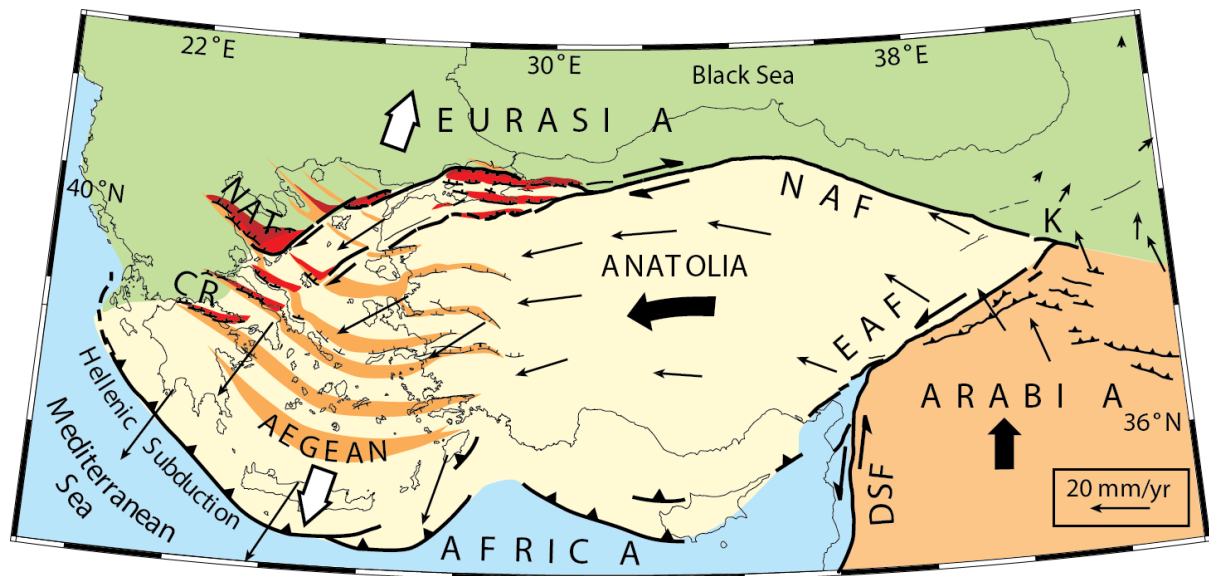 22°E
30°E
38°E
Black Sea
EURASIA
40°N
NAT
NAF
K
CR
ANATOLIA
EAF
Hellenic Subduction
Mediterranean
Sea
AEGEAN
ARABIA
36°N
DSF
20 mm/yr
AFRICA